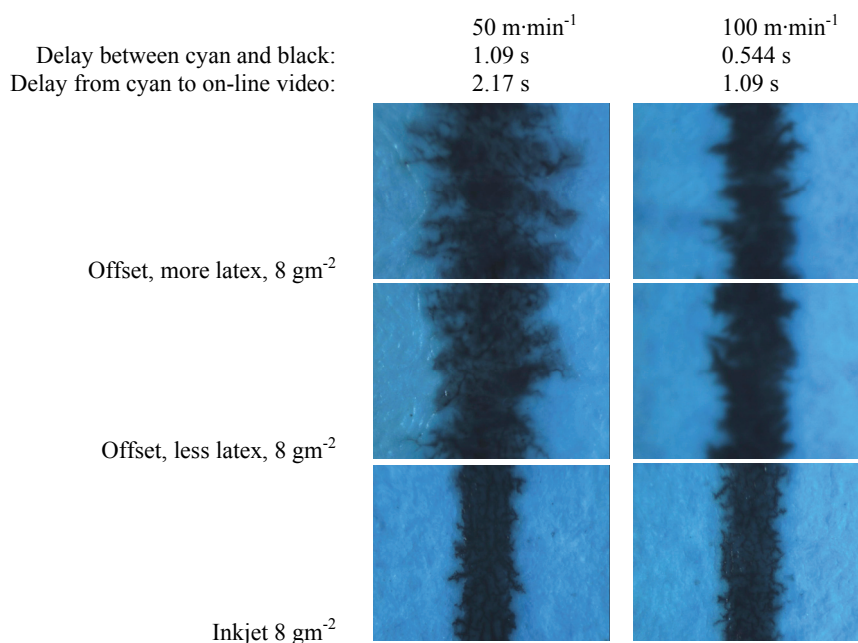 50 m·min⁻¹ 100 m·min⁻¹
Delay between cyan and black: 1.09 s 0.544 s
Delay from cyan to on-line video: 2.17 s 1.09 s
Offset, more latex, 8 gm⁻²
Offset, less latex, 8 gm⁻²
Inkjet 8 gm⁻²